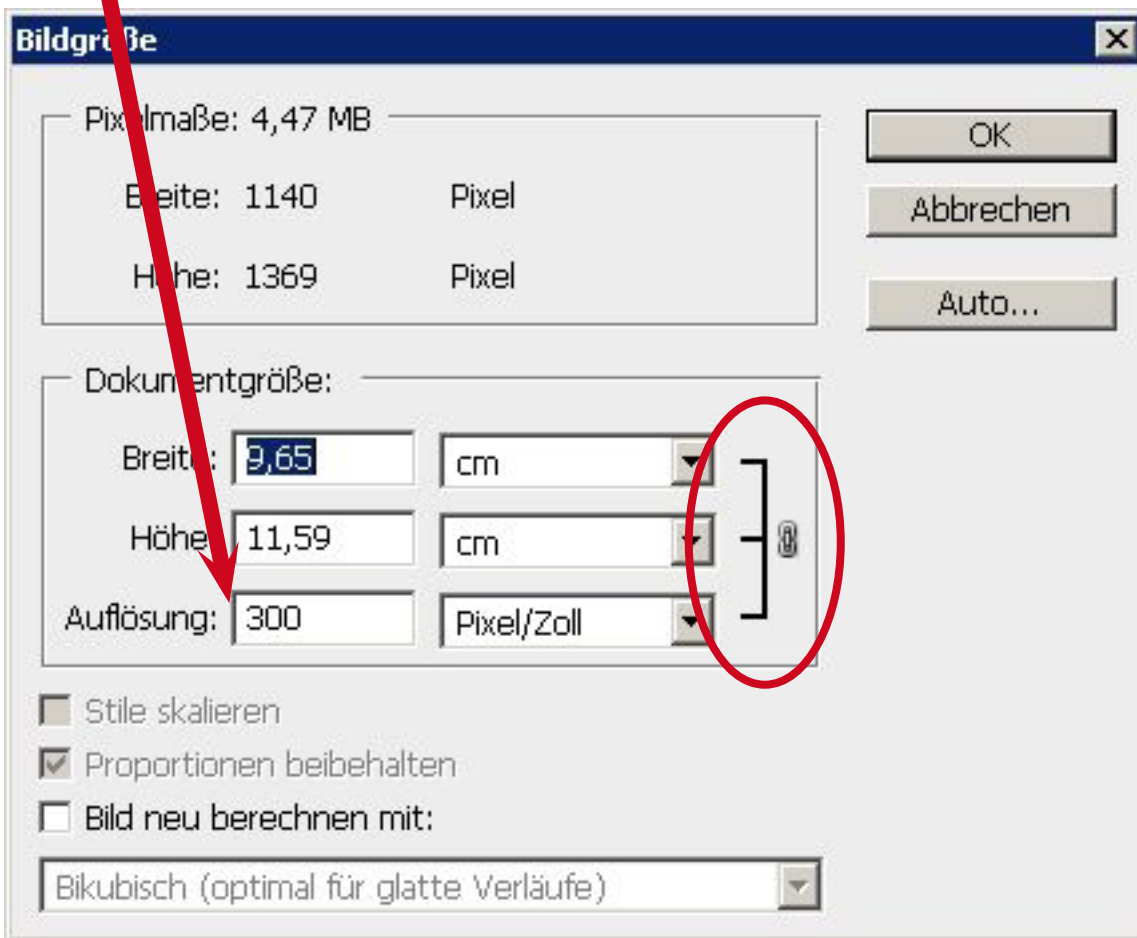 Bildgröße
Pixelmaße: 4,47 MB
Breite: 1140 Pixel
Höhe: 1369 Pixel
OK
Abbrechen
Auto...
Dokumentgröße:
Breite: 9,65 cm
Höhe: 11,59 cm
Auflösung: 300 Pixel/Zoll
Stile skalieren
Proportionen beibehalten
Bild neu berechnen mit:
Bikubisch (optimal für glatte Verläufe)